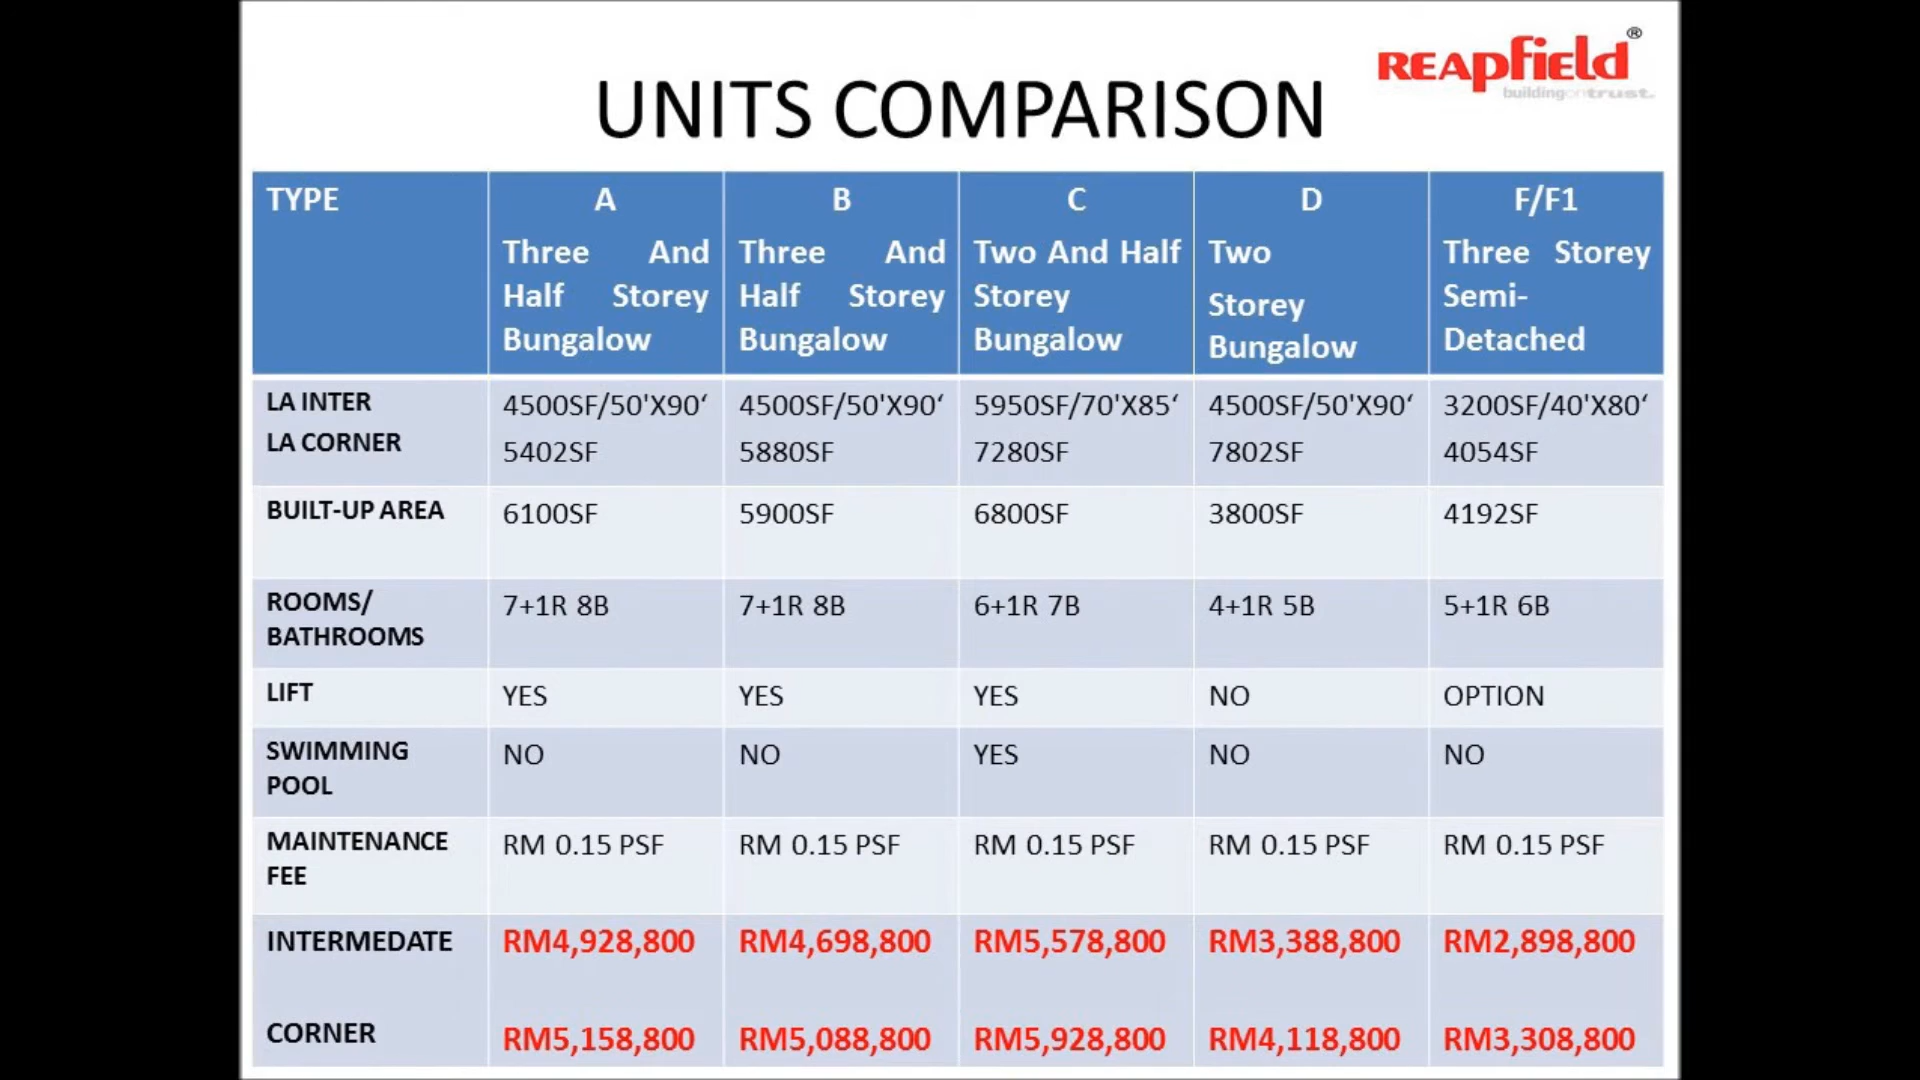 REAPfield®
buildingontrust.
UNITS COMPARISON
TYPE
A
Three And
Half Storey
Bungalow
B
Three And
Half Storey
Bungalow
C
Two And Half
Storey
Bungalow
D
Two
Storey
Bungalow
F/F1
Three Storey
Semi-
Detached
LA INTER
LA CORNER
4500SF/50'X90‘
5402SF
4500SF/50'X90‘
5880SF
5950SF/70'X85‘
7280SF
4500SF/50'X90‘
7802SF
3200SF/40'X80‘
4054SF
BUILT-UP AREA
6100SF
5900SF
6800SF
3800SF
4192SF
ROOMS/
BATHROOMS
7+1R 8B
7+1R 8B
6+1R 7B
4+1R 5B
5+1R 6B
LIFT
YES
YES
YES
NO
OPTION
SWIMMING
POOL
NO
NO
YES
NO
NO
MAINTENANCE
FEE
RM 0.15 PSF
RM 0.15 PSF
RM 0.15 PSF
RM 0.15 PSF
RM 0.15 PSF
INTERMEDATE
RM4,928,800
RM4,698,800
RM5,578,800
RM3,388,800
RM2,898,800
CORNER
RM5,158,800
RM5,088,800
RM5,928,800
RM4,118,800
RM3,308,800